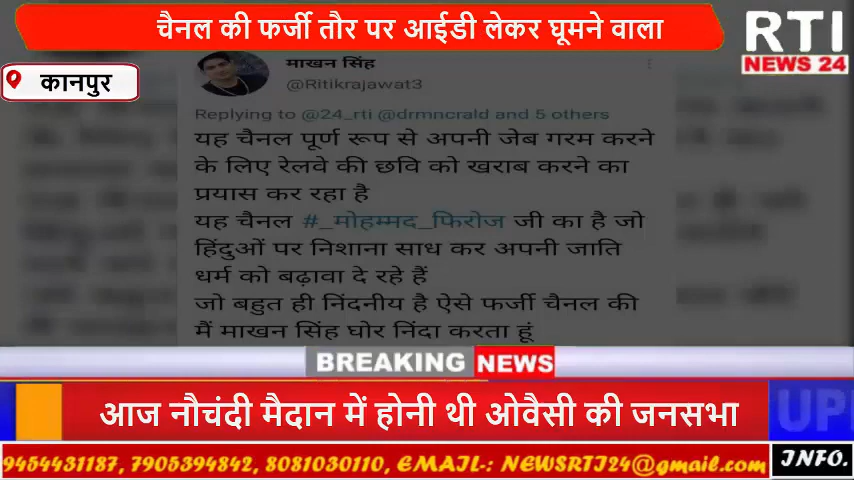 चैनल की फर्जी तौर पर आईडी लेकर घूमने वाला
RTI
NEWS 24
कानपुर
माखन सिंह
@Ritikrajawat3
Replying to @24_rti @drmncrald and 5 others
यह चैनल पूर्ण रूप से अपनी जेब गरम करने
के लिए रेलवे की छवि को खराब करने का
प्रयास कर रहा है
यह चैनल #_मोहम्मद_फिरोज जी का है जो
हिंदुओं पर निशाना साध कर अपनी जाति
धर्म को बढ़ावा दे रहे हैं
जो बहुत ही निंदनीय है ऐसे फर्जी चैनल की
मैं माखन सिंह घोर निंदा करता हूं
BREAKING NEWS
आज नौचंदी मैदान में होनी थी ओवैसी की जनसभा
9454431187, 7905394842, 8081030110, EMAIL-: NEWSRTI24@gmail.com
INFO.